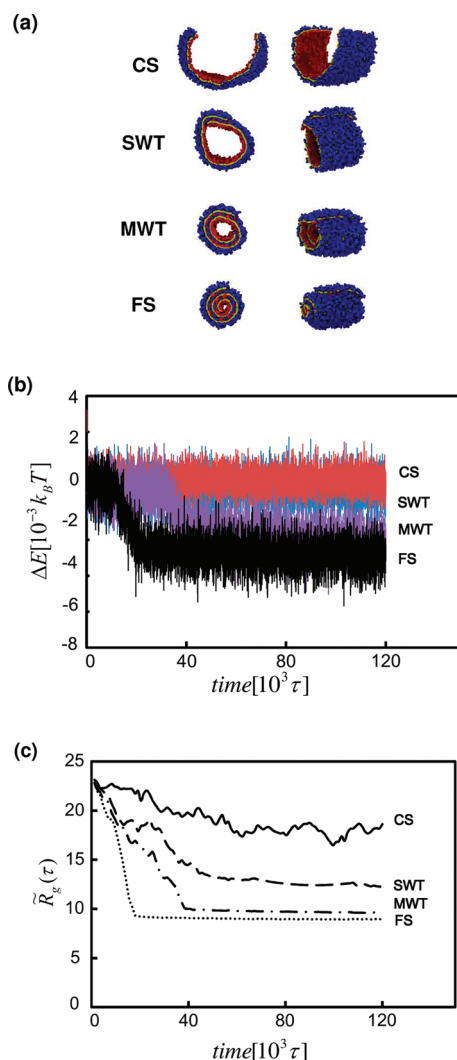 (a)
CS
SWT
MWT
FS
(b)
4
2
0
-2
-4
-6
-8
ΔE[10⁻³ k_B T]
CS
SWT
MWT
FS
0 40 80 120
time[10³ τ]
(c)
25
20
15
10
5
0
R̃_g(τ)
CS
SWT
MWT
FS
0 40 80 120
time[10³ τ]